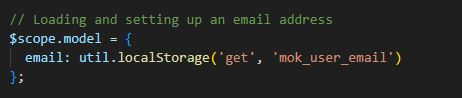 // Loading and setting up an email address
$scope.model = {
  email: util.localStorage('get', 'mok_user_email')
};